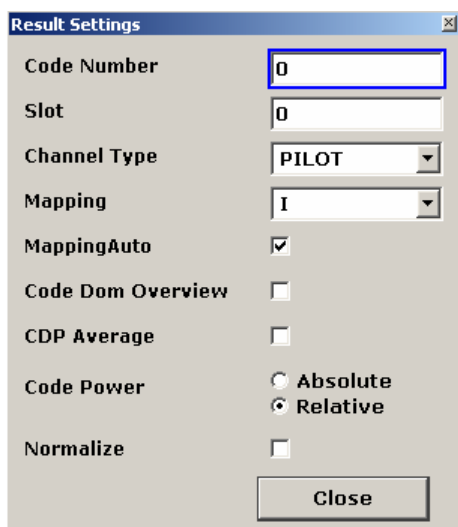 Result Settings
Code Number 0
Slot 0
Channel Type PILOT
Mapping I
MappingAuto
Code Dom Overview
CDP Average
Code Power Absolute
Relative
Normalize
Close